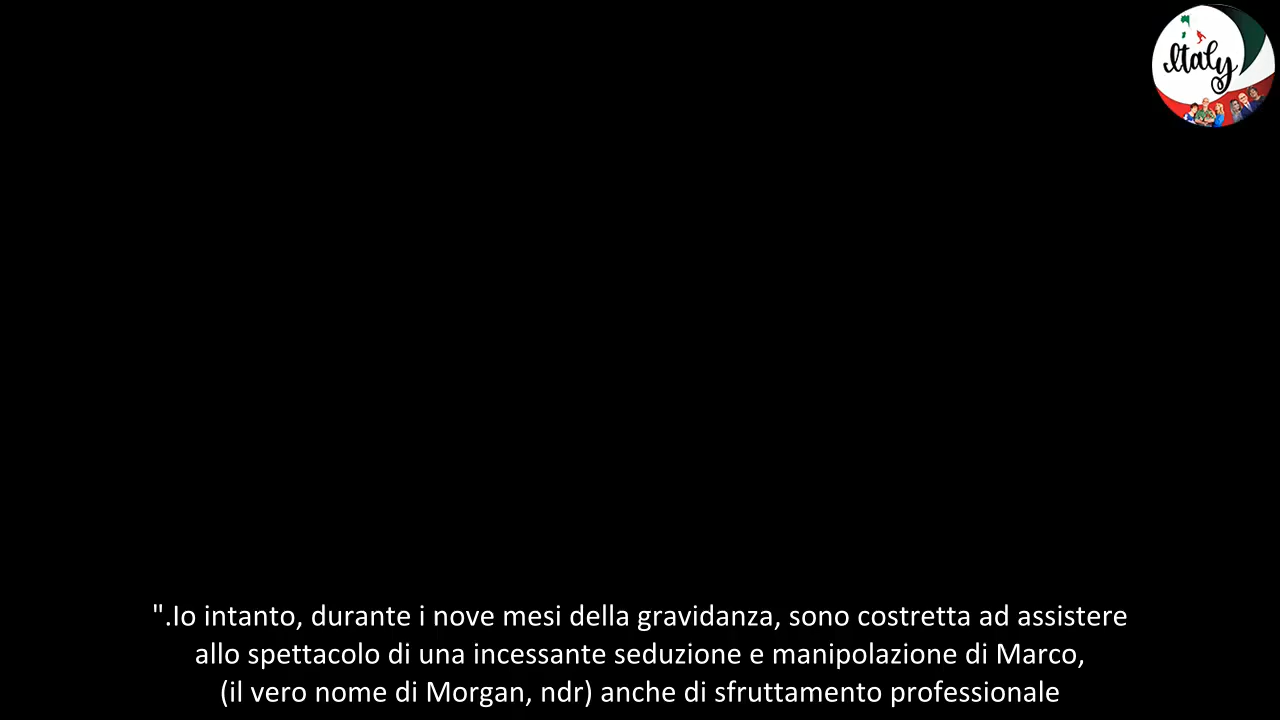 Italy
".Io intanto, durante i nove mesi della gravidanza, sono costretta ad assistere
allo spettacolo di una incessante seduzione e manipolazione di Marco,
(il vero nome di Morgan, ndr) anche di sfruttamento professionale